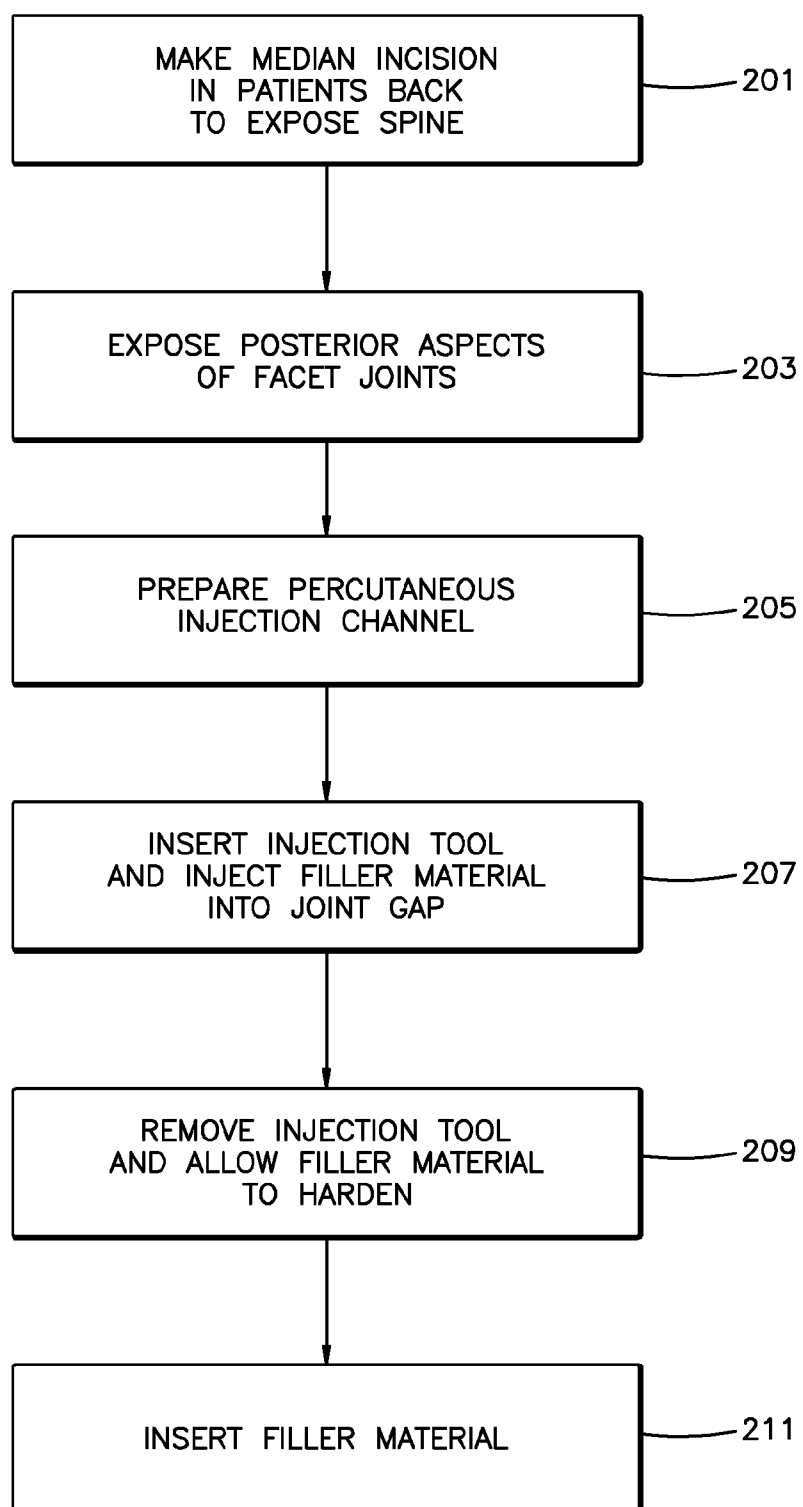 MAKE MEDIAN INCISION
IN PATIENTS BACK
TO EXPOSE SPINE
201
EXPOSE POSTERIOR ASPECTS
OF FACET JOINTS
203
PREPARE PERCUTANEOUS
INJECTION CHANNEL
205
INSERT INJECTION TOOL
AND INJECT FILLER MATERIAL
INTO JOINT GAP
207
REMOVE INJECTION TOOL
AND ALLOW FILLER MATERIAL
TO HARDEN
209
INSERT FILLER MATERIAL
211